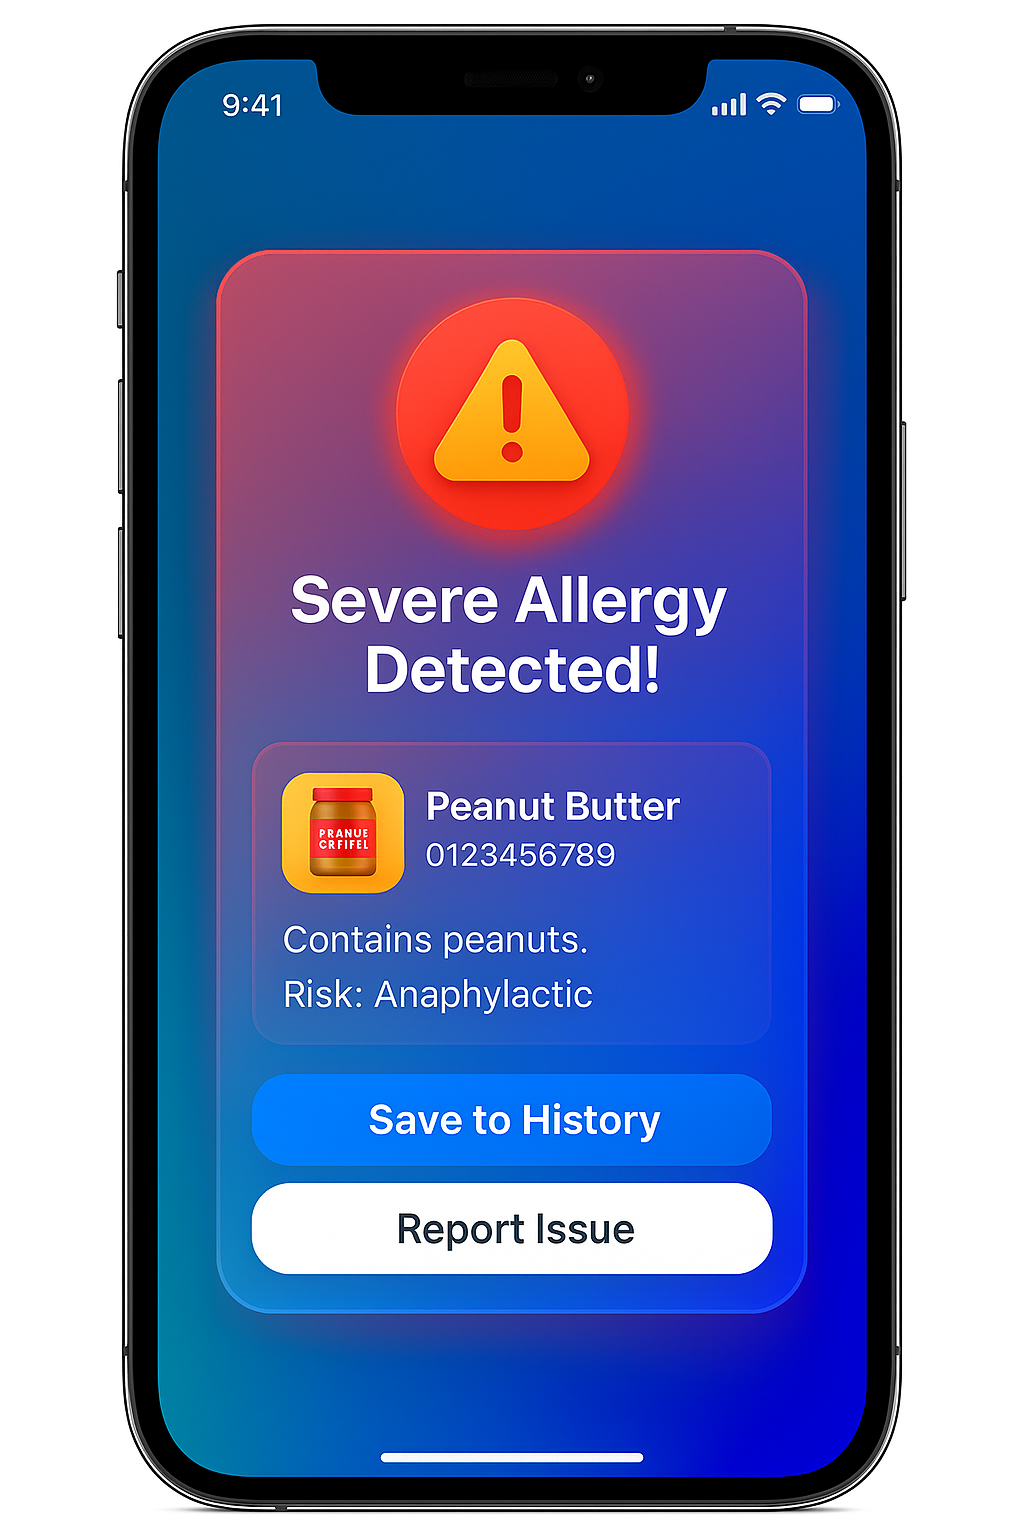 9:41
Severe Allergy
Detected!
PRANUE
CRFIFEL
Peanut Butter
0123456789
Contains peanuts.
Risk: Anaphylactic
Save to History
Report Issue